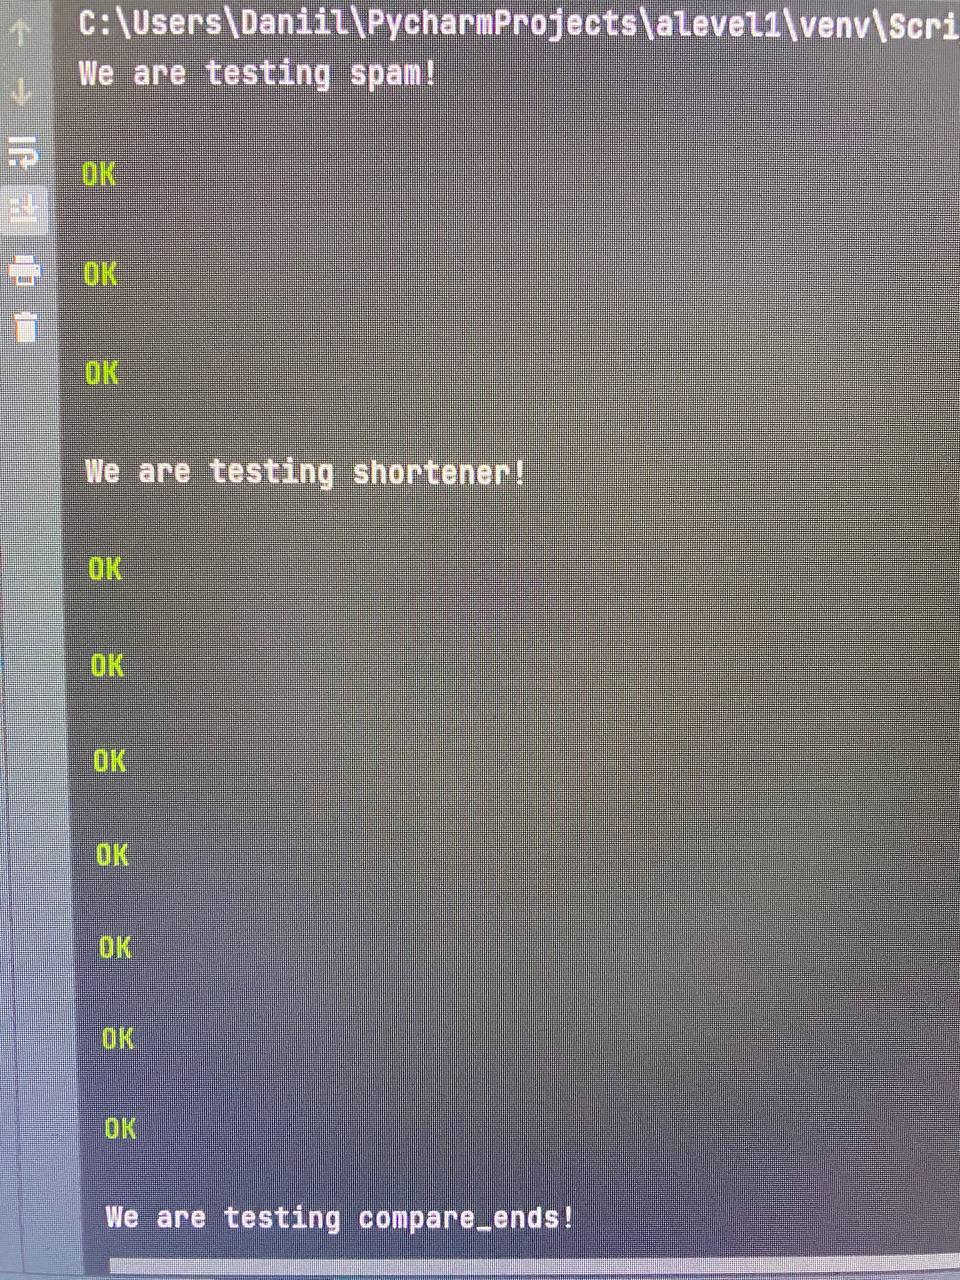 C:\Users\Daniil\PycharmProjects\alevel1\venv\Scri
We are testing spam!
OK
OK
OK
We are testing shortener!
OK
OK
OK
OK
OK
OK
OK
We are testing compare_ends!